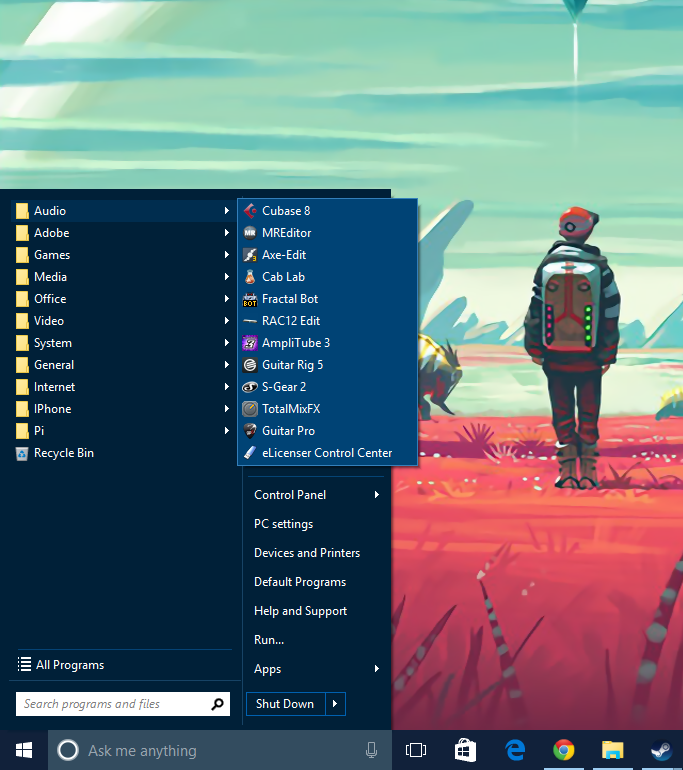 Audio
Adobe
Games
Media
Office
Video
System
General
Internet
IPhone
Pi
Recycle Bin
Cubase 8
MR
MREditor
3
Axe-Edit
Cab Lab
BOT
Fractal Bot
RAC12 Edit
AmpliTube 3
Guitar Rig 5
S-Gear 2
TotalMixFX
Guitar Pro
eLicenser Control Center
Control Panel
PC settings
Devices and Printers
Default Programs
Help and Support
Run...
Apps
All Programs
Search programs and files
Shut Down
Ask me anything